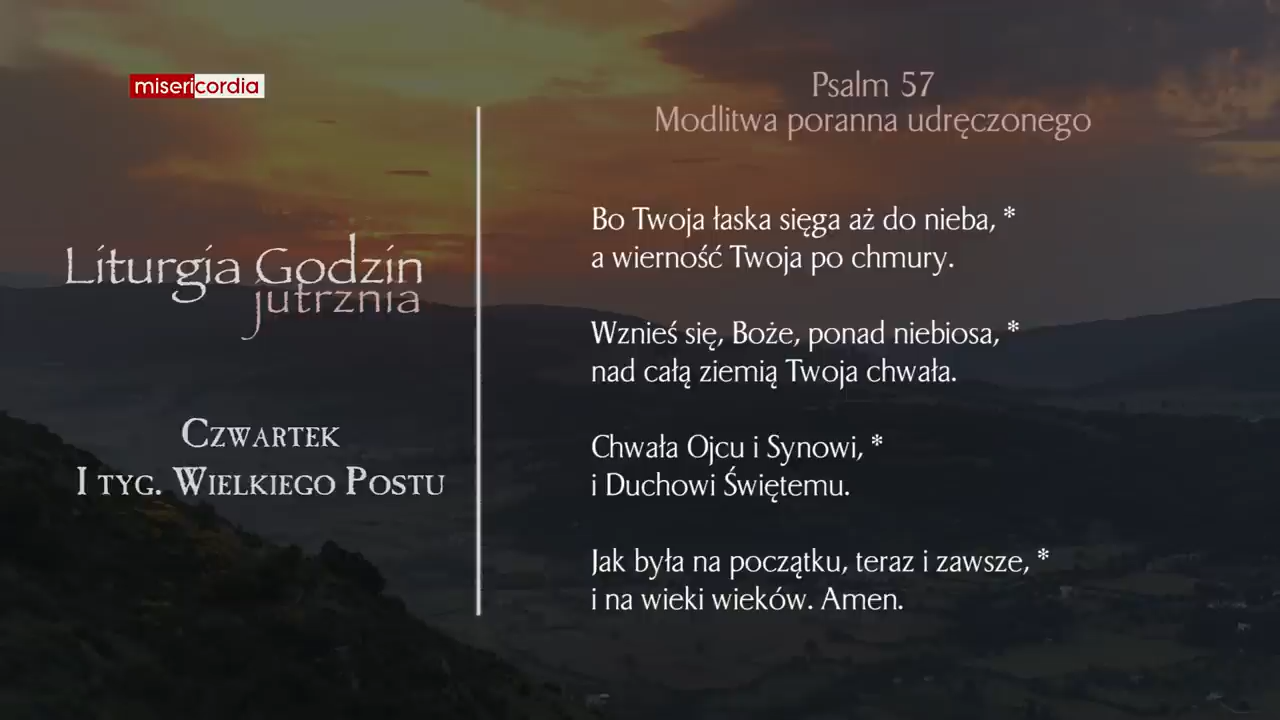 misericordia
Liturgia Godzin
jutrznia
Czwartek
I tyg. Wielkiego Postu
Psalm 57
Modlitwa poranna udręczonego
Bo Twoja łaska sięga aż do nieba, *
a wierność Twoja po chmury.
Wznieś się, Boże, ponad niebiosa, *
nad całą ziemią Twoja chwała.
Chwała Ojcu i Synowi, *
i Duchowi Świętemu.
Jak była na początku, teraz i zawsze, *
i na wieki wieków. Amen.